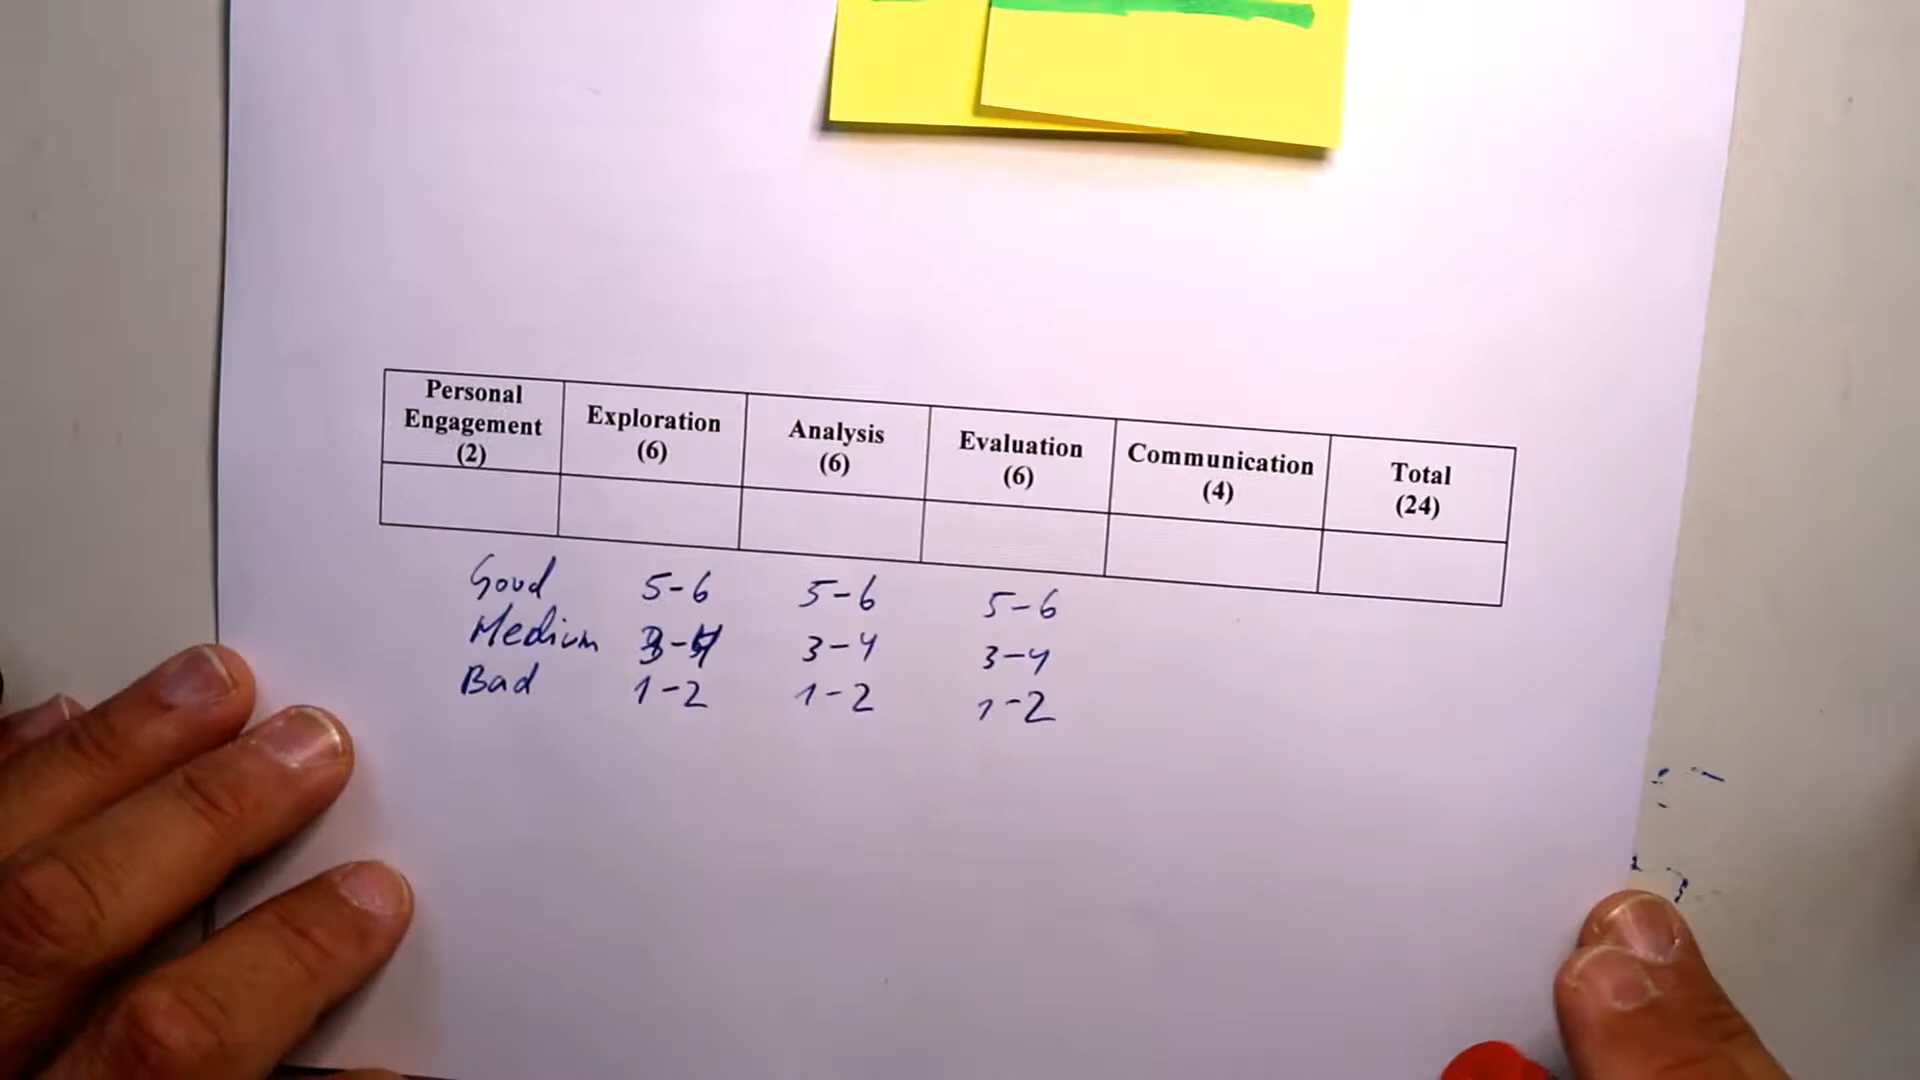 Personal Engagement (2) Exploration (6) Analysis (6) Evaluation (6) Communication (4) Total (24)
Good 5-6 5-6 5-6
Medium 3-4 3-4 3-4
Bad 1-2 1-2 1-2